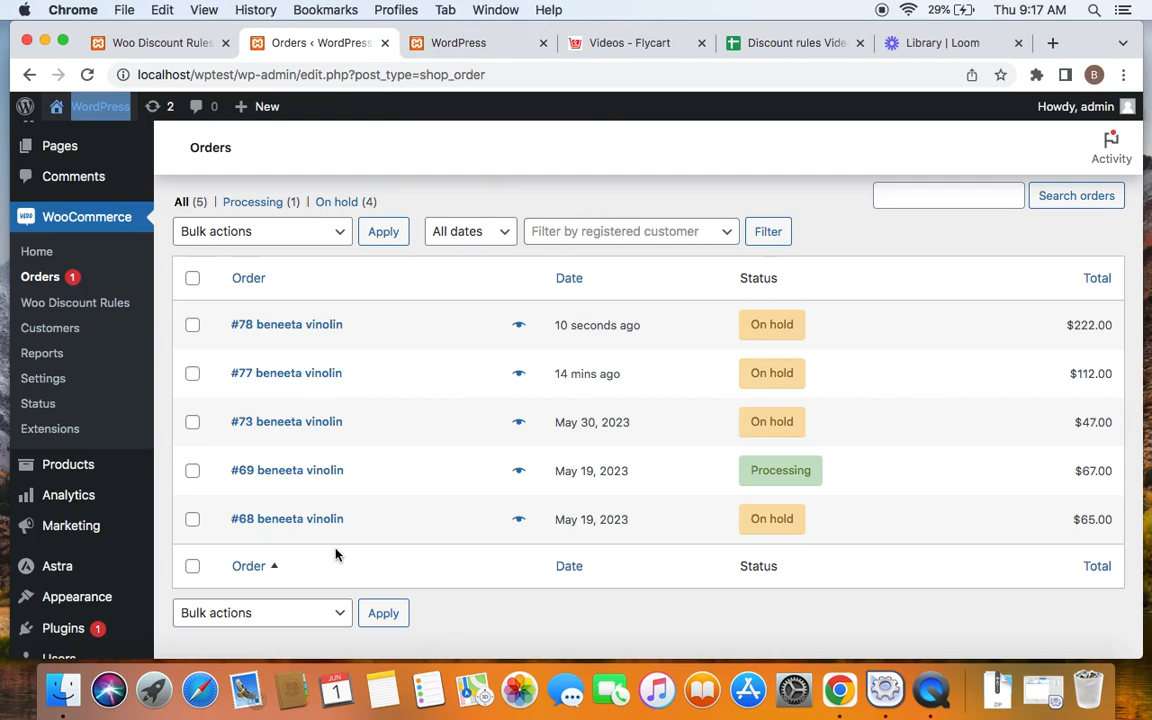 Chrome File Edit View History Bookmarks Profiles Tab Window Help 29% Thu 9:17 AM
Woo Discount Rules Orders ‹ WordPress WordPress Videos - Flycart Discount rules Vide Library | Loom
localhost/wptest/wp-admin/edit.php?post_type=shop_order B
WordPress 2 0 New Howdy, admin
Pages
Comments
WooCommerce
Home
Orders 1
Woo Discount Rules
Customers
Reports
Settings
Status
Extensions
Products
Analytics
Marketing
Astra
Appearance
Plugins 1
Users
Orders Activity
All (5) | Processing (1) | On hold (4) Search orders
Bulk actions Apply All dates Filter by registered customer Filter
Order Date Status Total
#78 beneeta vinolin 10 seconds ago On hold $222.00
#77 beneeta vinolin 14 mins ago On hold $112.00
#73 beneeta vinolin May 30, 2023 On hold $47.00
#69 beneeta vinolin May 19, 2023 Processing $67.00
#68 beneeta vinolin May 19, 2023 On hold $65.00
Order Date Status Total
Bulk actions Apply
1
ZIP